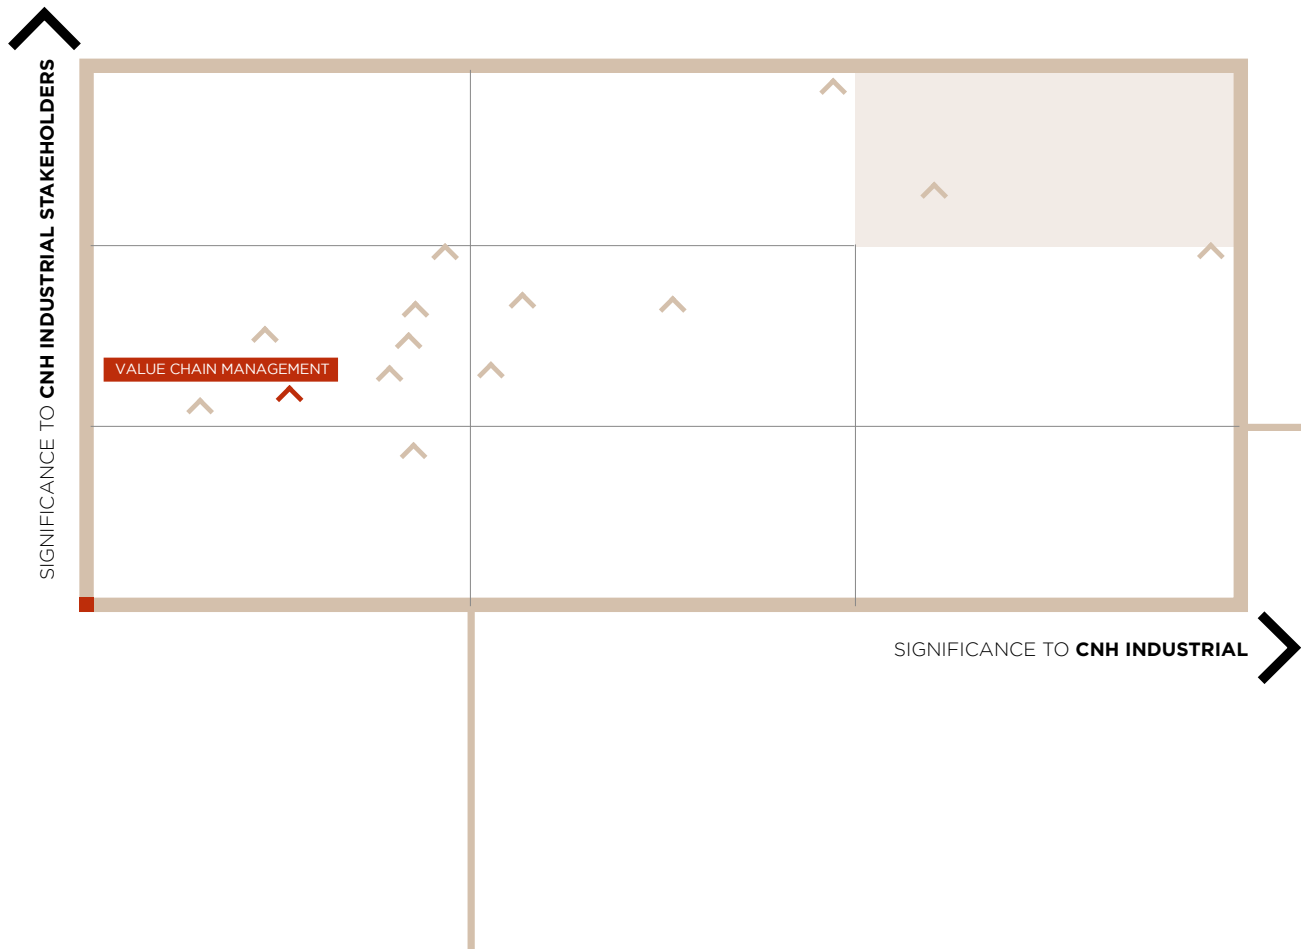 SIGNIFICANCE TO CNH INDUSTRIAL STAKEHOLDERS
VALUE CHAIN MANAGEMENT
SIGNIFICANCE TO CNH INDUSTRIAL